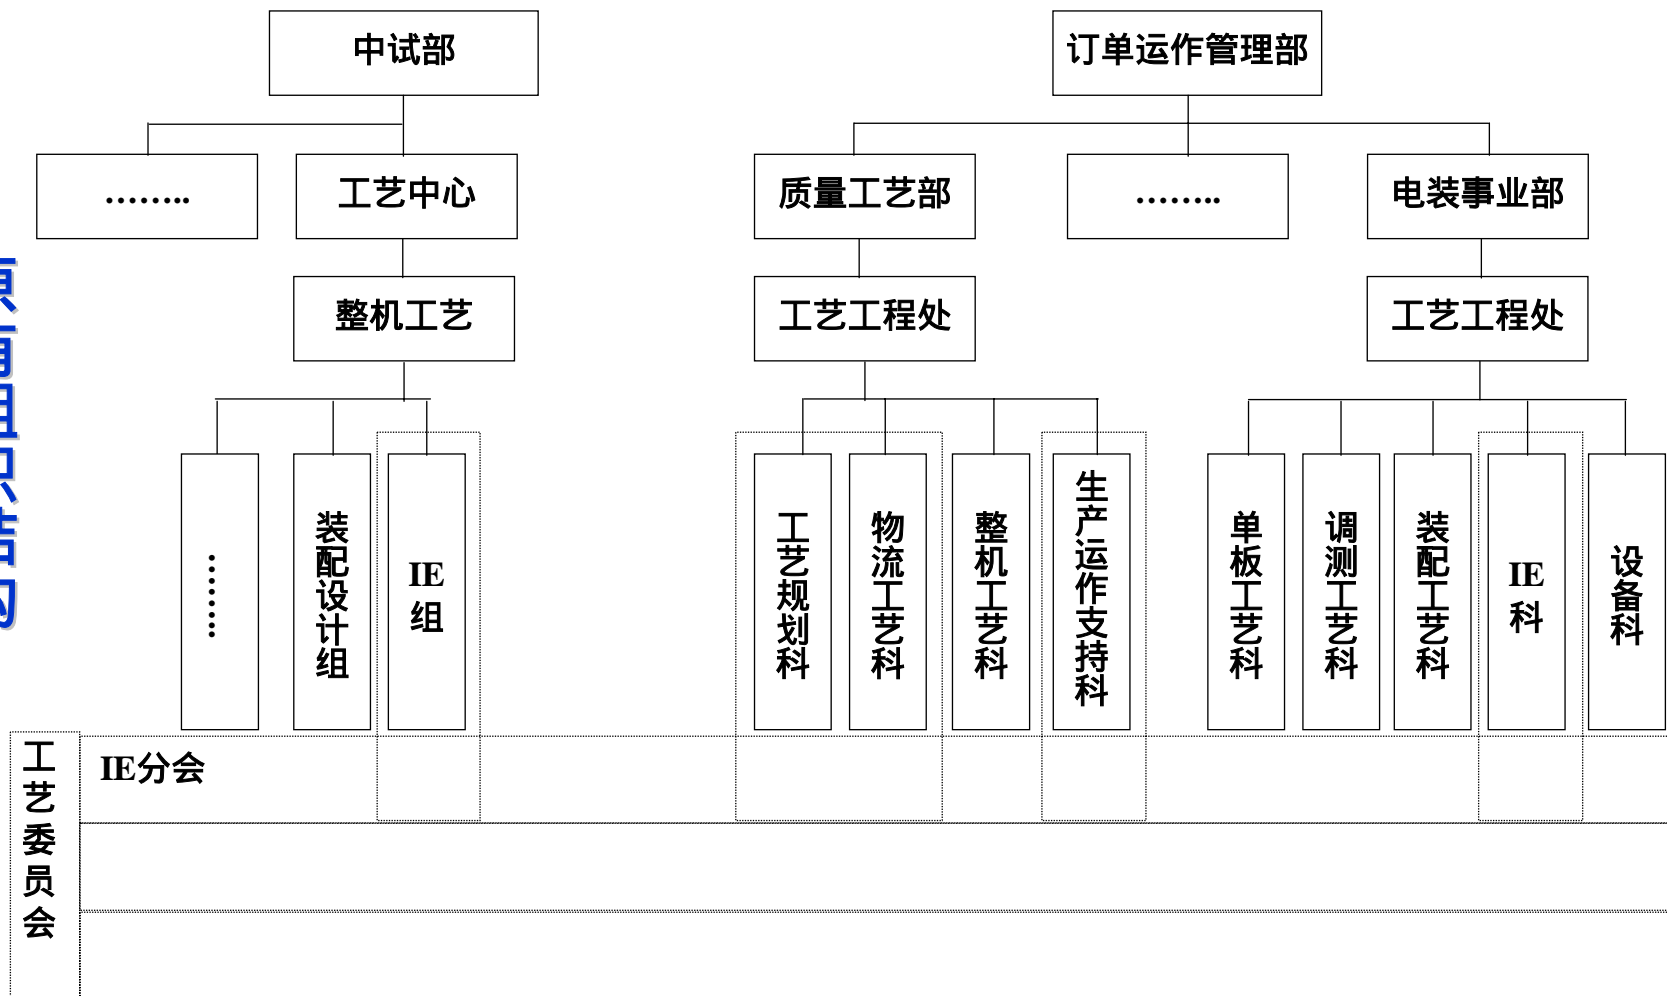 中试部
订单运作管理部
……..
工艺中心
质量工艺部
……..
电装事业部
整机工艺
工艺工程处
工艺工程处
……
装配设计组
IE
组
工艺规划科
物流工艺科
整机工艺科
生产运作支持科
单板工艺科
调测工艺科
装配工艺科
IE
科
设备科
IE分会
工艺委员会